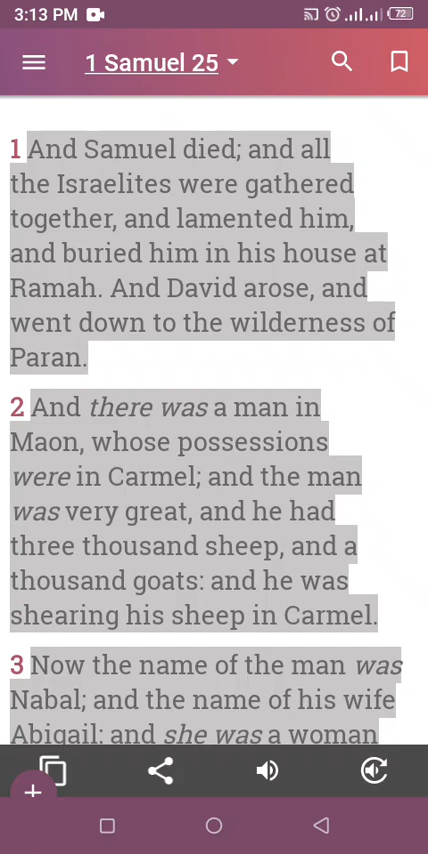 3:13 PM 72
1 Samuel 25
1 And Samuel died; and all
the Israelites were gathered
together, and lamented him,
and buried him in his house at
Ramah. And David arose, and
went down to the wilderness of
Paran.
2 And there was a man in
Maon, whose possessions
were in Carmel; and the man
was very great, and he had
three thousand sheep, and a
thousand goats: and he was
shearing his sheep in Carmel.
3 Now the name of the man was
Nabal; and the name of his wife
Abigail: and she was a woman